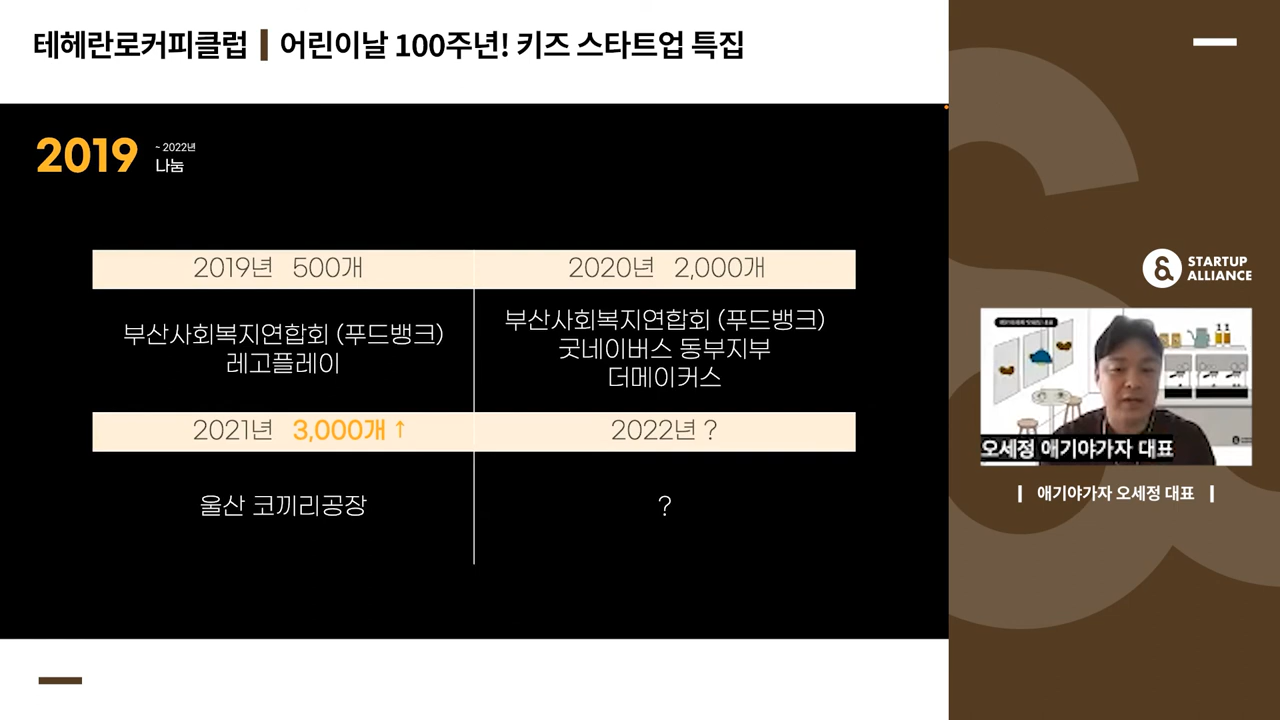 테헤란로커피클럽 | 어린이날 100주년! 키즈 스타트업 특집
2019 ~ 2022년
나눔
2019년 500개
부산사회복지연합회 (푸드뱅크)
레고플레이
2020년 2,000개
부산사회복지연합회 (푸드뱅크)
굿네이버스 동부지부
더메이커스
2021년 3,000개 ↑
울산 코끼리공장
2022년 ?
?
STARTUP
ALLIANCE
오세정 애기야가자 대표
| 애기야가자 오세정 대표 |